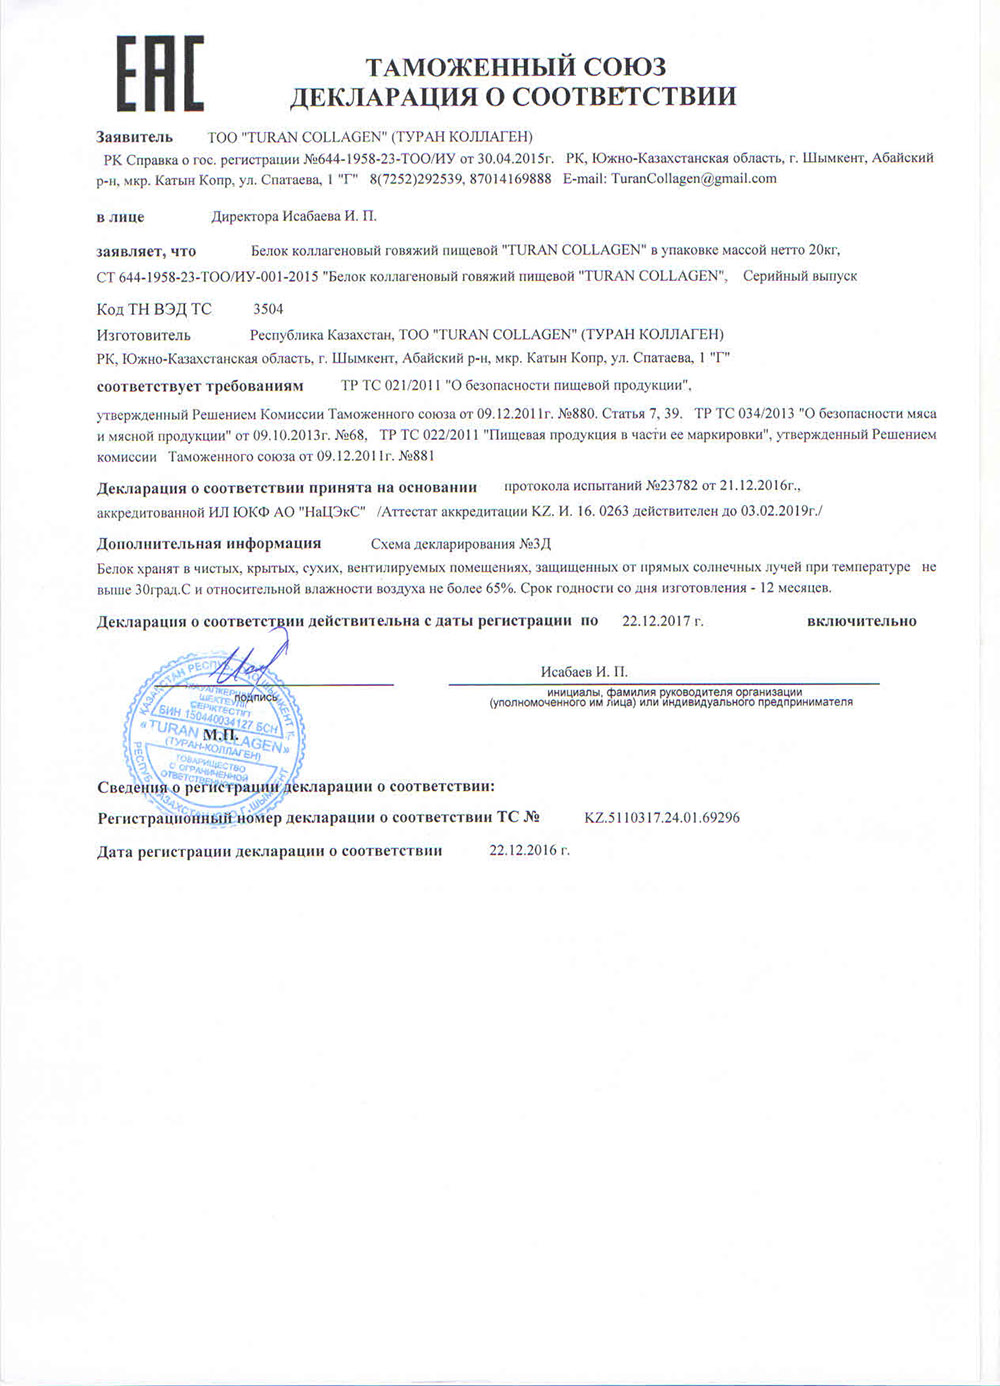 EAC
ТАМОЖЕННЫЙ СОЮЗ
ДЕКЛАРАЦИЯ О СООТВЕТСТВИИ
Заявитель ТОО "TURAN COLLAGEN" (ТУРАН КОЛЛАГЕН)
РК Справка о гос. регистрации №644-1958-23-ТОО/ИУ от 30.04.2015г. РК, Южно-Казахстанская область, г. Шымкент, Абайский
р-н, мкр. Катын Копр, ул. Спатаева, 1 "Г" 8(7252)292539, 87014169888 E-mail: TuranCollagen@gmail.com
в лице Директора Исабаева И. П.
заявляет, что Белок коллагеновый говяжий пищевой "TURAN COLLAGEN" в упаковке массой нетто 20кг,
СТ 644-1958-23-ТОО/ИУ-001-2015 "Белок коллагеновый говяжий пищевой "TURAN COLLAGEN", Серийный выпуск
Код ТН ВЭД ТС 3504
Изготовитель Республика Казахстан, ТОО "TURAN COLLAGEN" (ТУРАН КОЛЛАГЕН)
РК, Южно-Казахстанская область, г. Шымкент, Абайский р-н, мкр. Катын Копр, ул. Спатаева, 1 "Г"
соответствует требованиям ТР ТС 021/2011 "О безопасности пищевой продукции",
утвержденный Решением Комиссии Таможенного союза от 09.12.2011г. №880. Статья 7, 39. ТР ТС 034/2013 "О безопасности мяса
и мясной продукции" от 09.10.2013г. №68, ТР ТС 022/2011 "Пищевая продукция в части ее маркировки", утвержденный Решением
комиссии Таможенного союза от 09.12.2011г. №881
Декларация о соответствии принята на основании протокола испытаний №23782 от 21.12.2016г.,
аккредитованной ИЛ ЮКФ АО "НаЦЭкС" /Аттестат аккредитации KZ. И. 16. 0263 действителен до 03.02.2019г./
Дополнительная информация Схема декларирования №3Д
Белок хранят в чистых, крытых, сухих, вентилируемых помещениях, защищенных от прямых солнечных лучей при температуре не
выше 30град.С и относительной влажности воздуха не более 65%. Срок годности со дня изготовления - 12 месяцев.
Декларация о соответствии действительна с даты регистрации по 22.12.2017 г. включительно
Исабаев И. П.
подпись
инициалы, фамилия руководителя организации
(уполномоченного им лица) или индивидуального предпринимателя
ШЕКТЕУЛІ
СЕРІКТЕСТІГІ
БИН 150440034127 БСН
«TURAN COLLAGEN»
(ТУРАН-КОЛЛАГЕН)
ТОВАРИЩЕСТВО
С ОГРАНИЧЕННОЙ
М.П.
Сведения о регистрации декларации о соответствии:
Регистрационный номер декларации о соответствии ТС № KZ.5110317.24.01.69296
Дата регистрации декларации о соответствии 22.12.2016 г.